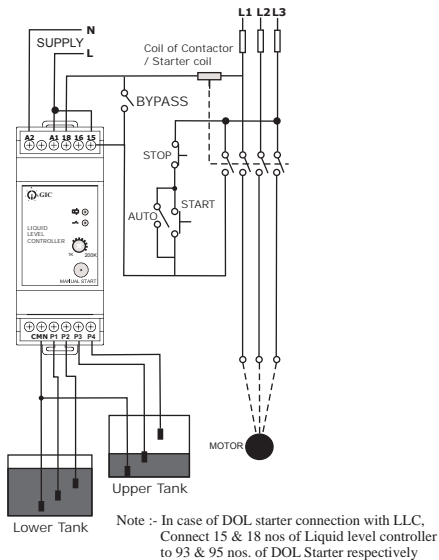 L1 L2 L3
N
SUPPLY
L
Coil of Contactor
/ Starter coil
BYPASS
A2 A1 18 16 15
STOP
START
AUTO
GIC
LIQUID
LEVEL
CONTROLLER
1K 200K
MANUAL START
CMN P1 P2 P3 P4
MOTOR
Upper Tank
Lower Tank
Note :- In case of DOL starter connection with LLC,
Connect 15 & 18 nos of Liquid level controller
to 93 & 95 nos. of DOL Starter respectively